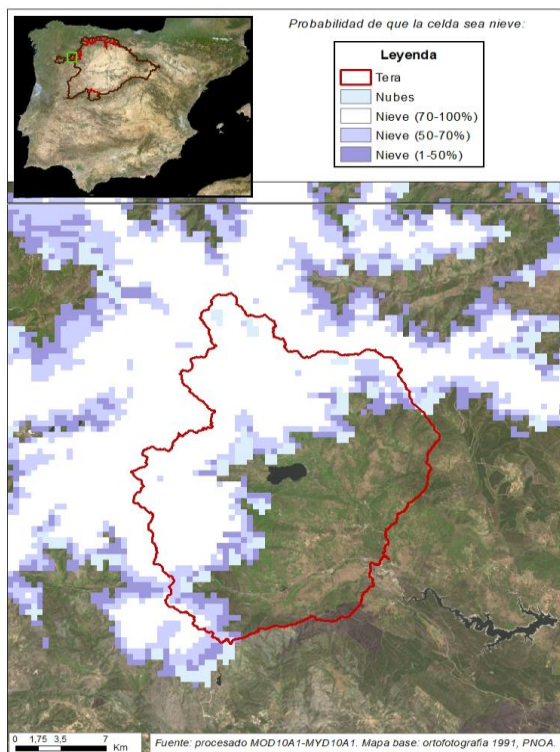 Probabilidad de que la celda sea nieve:
Leyenda
Tera
Nubes
Nieve (70-100%)
Nieve (50-70%)
Nieve (1-50%)
0 1,75 3,5 7
Km
Fuente: procesado MOD10A1-MYD10A1. Mapa base: ortofotografia 1991, PNOA